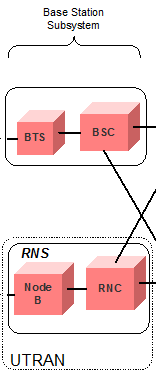 Base Station
Subsystem
BTS
BSC
RNS
Node
B
RNC
UTRAN